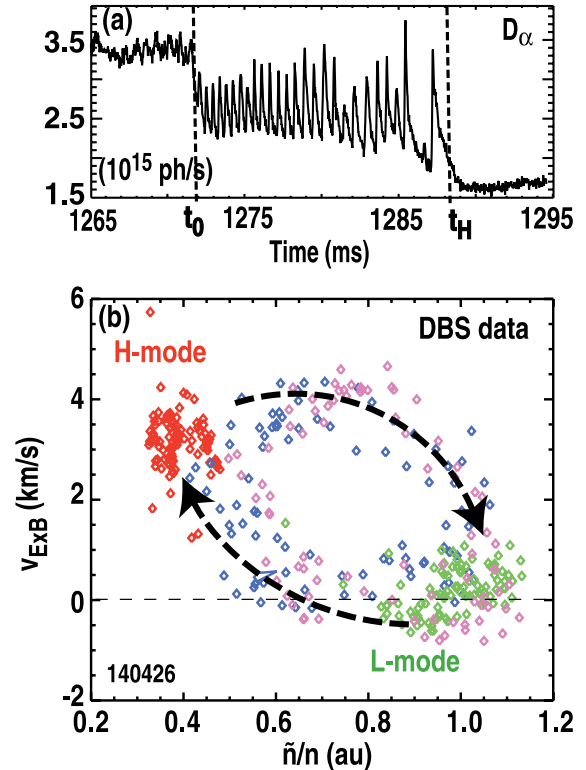 (a)
Dα
3.5
2.5
1.5
(10¹⁵ ph/s)
1265 t₀ 1275 1285 t_H 1295
Time (ms)
(b)
DBS data
H-mode
6
4
2
0
-2
v_ExB (km/s)
L-mode
140426
0.2 0.4 0.6 0.8 1.0 1.2
ñ/n (au)